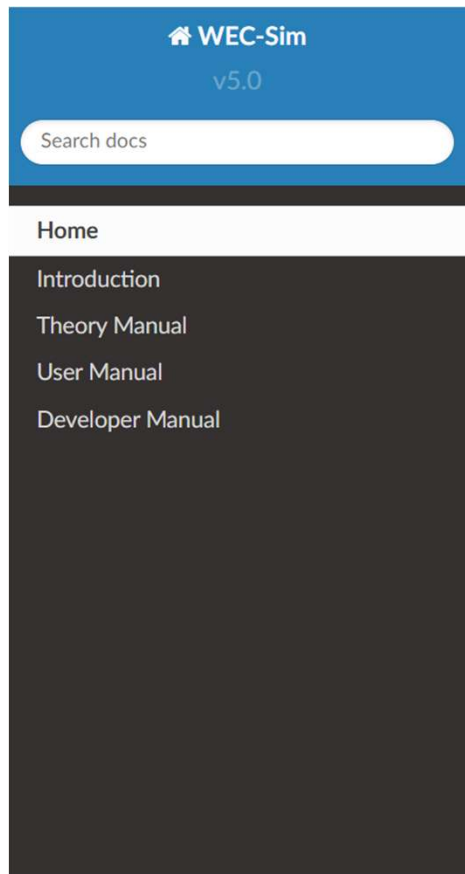 WEC-Sim
v5.0
Search docs
Home
Introduction
Theory Manual
User Manual
Developer Manual